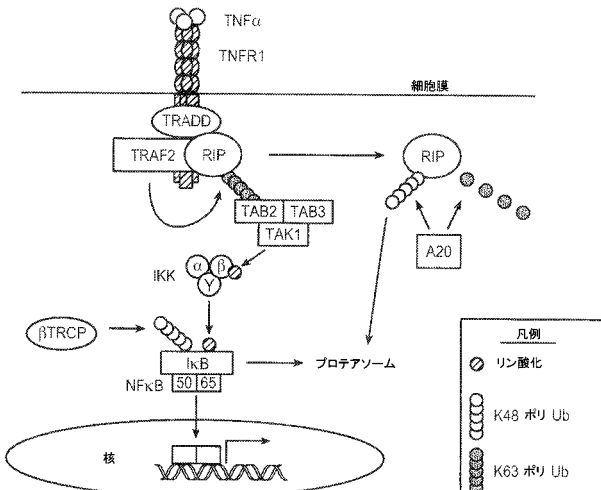 TNFα
TNFR1
細胞膜
TRADD
TRAF2
RIP
RIP
TAB2
TAB3
TAK1
A20
IKK
α
β
Y
βTRCP
IκB
プロテアソーム
NFκB
50
65
核
凡例
リン酸化
K48 ポリ Ub
K63 ポリ Ub